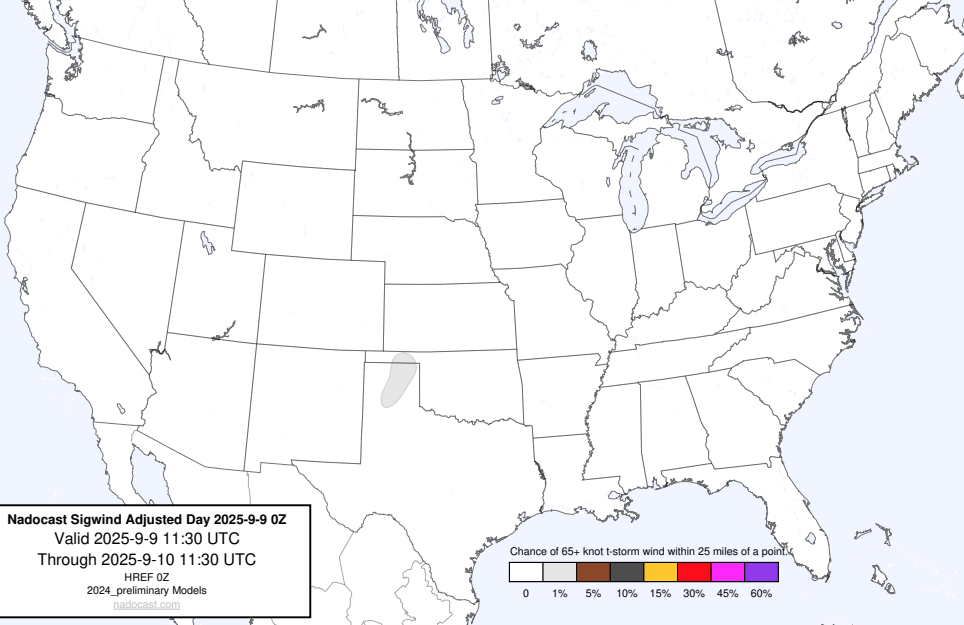 Nadocast Sigwind Adjusted Day 2025-9-9 0Z
Valid 2025-9-9 11:30 UTC
Through 2025-9-10 11:30 UTC
HREF 0Z
2024_preliminary Models
nadocast.com
Chance of 65+ knot t-storm wind within 25 miles of a point.
0 1% 5% 10% 15% 30% 45% 60%